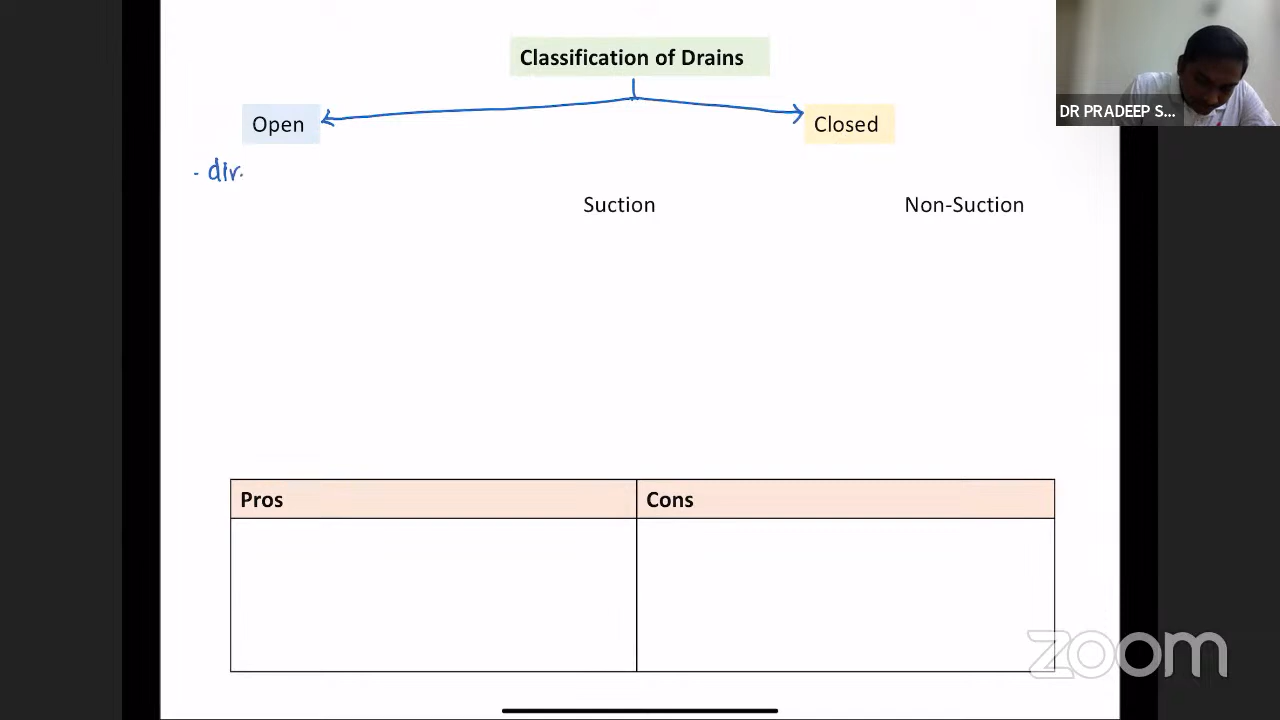 Classification of Drains
DR PRADEEP S...
Open
Closed
- dir
Suction
Non-Suction
Pros
Cons
zoom